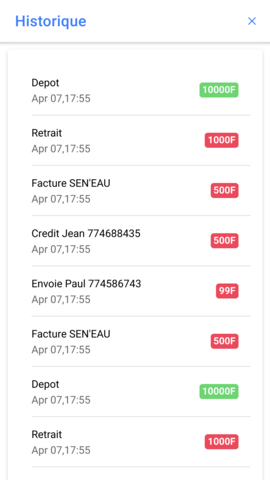 Historique
Depot
10000F
Apr 07,17:55
Retrait
1000F
Apr 07,17:55
Facture SEN'EAU
500F
Apr 07,17:55
Credit Jean 774688435
500F
Apr 07,17:55
Envoie Paul 774586743
99F
Apr 07,17:55
Facture SEN'EAU
500F
Apr 07,17:55
Depot
10000F
Apr 07,17:55
Retrait
1000F
Apr 07,17:55